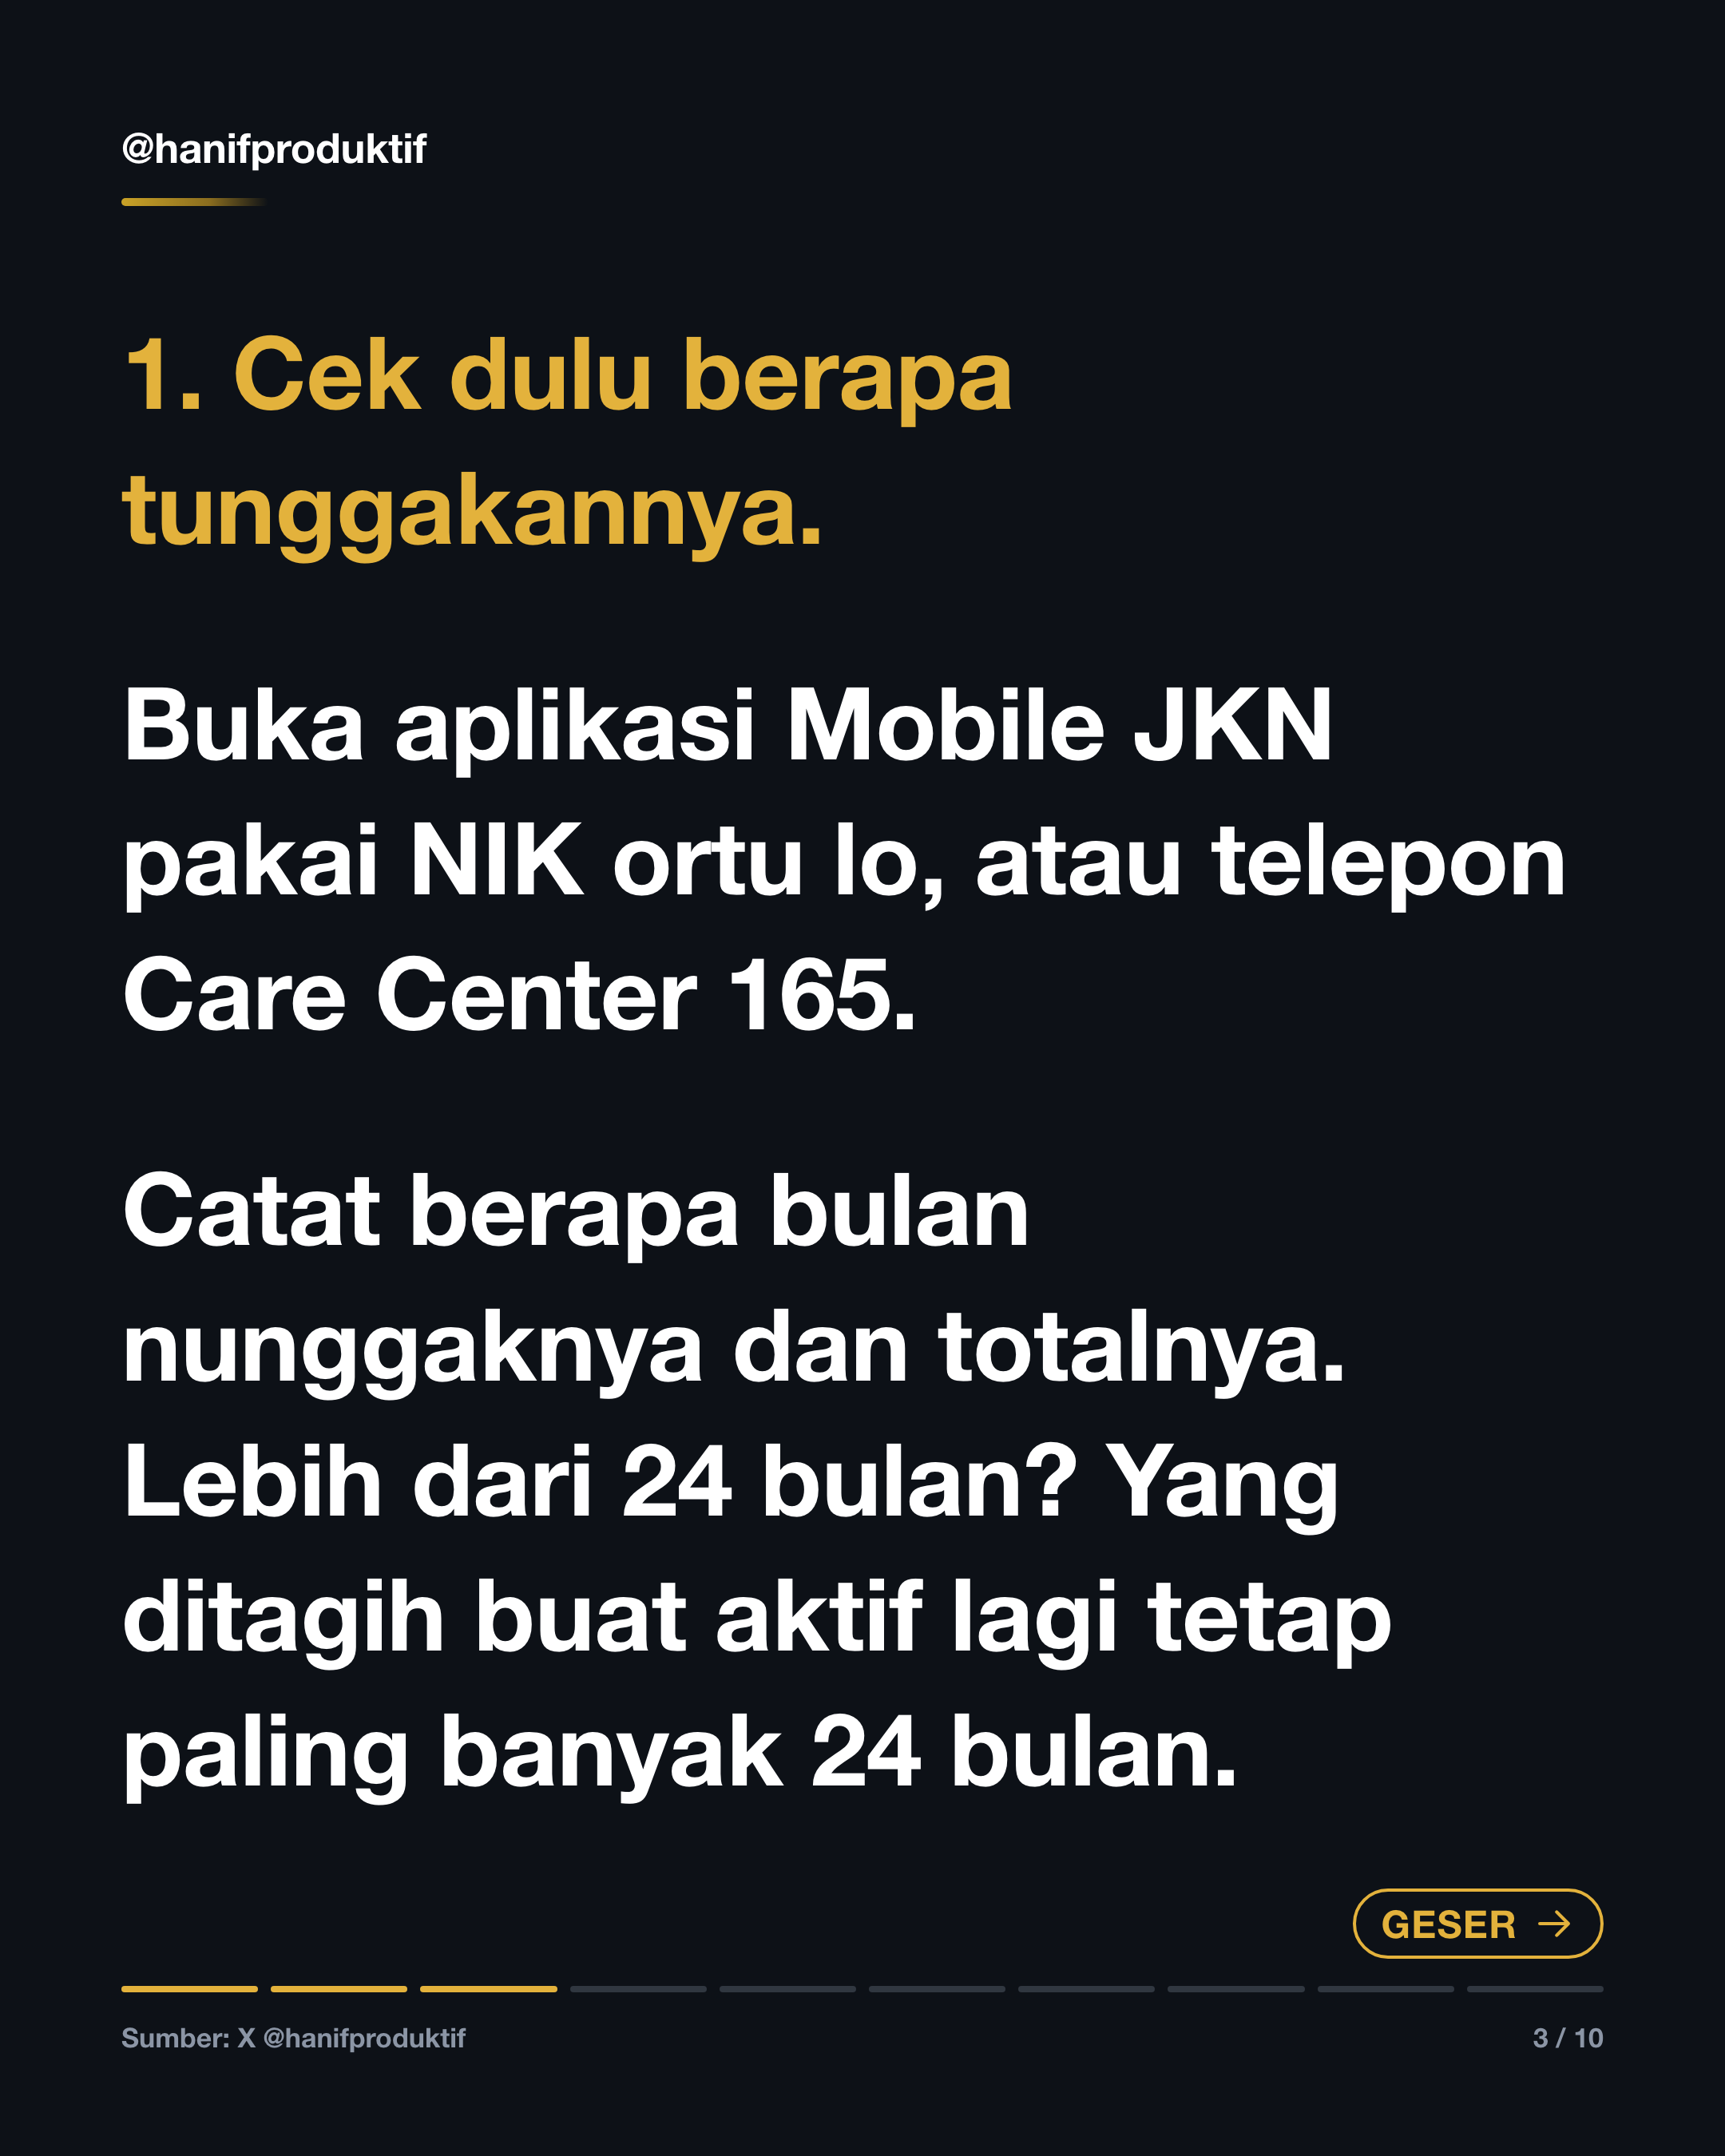 @hanifproduktif
1. Cek dulu berapa
tunggakannya.
Buka aplikasi Mobile JKN
pakai NIK ortu lo, atau telepon
Care Center 165.
Catat berapa bulan
nunggaknya dan totalnya.
Lebih dari 24 bulan? Yang
ditagih buat aktif lagi tetap
paling banyak 24 bulan.
GESER →
Sumber: X @hanifproduktif
3 / 10